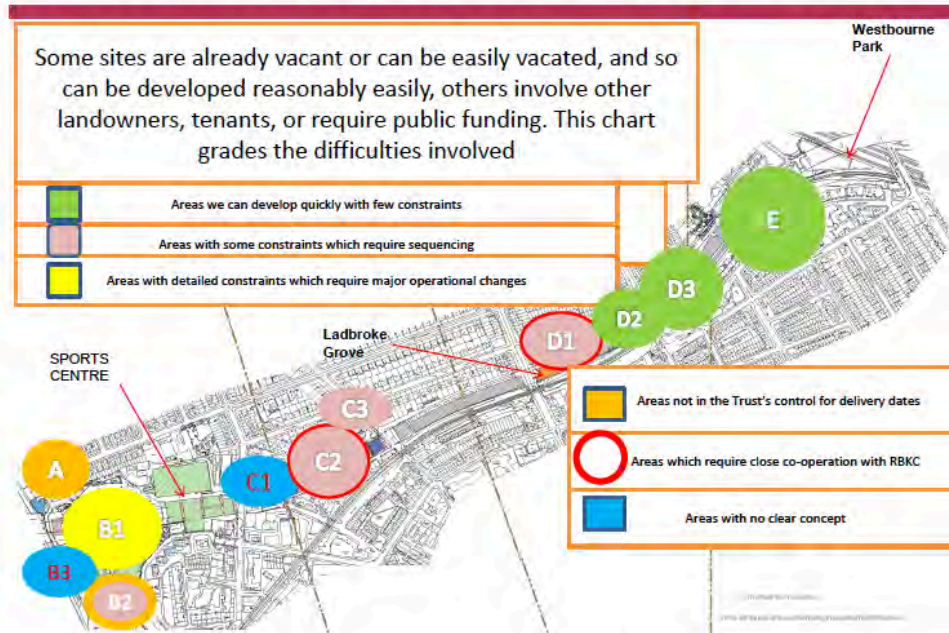 Westbourne
Park
Some sites are already vacant or can be easily vacated, and so
can be developed reasonably easily, others involve other
landowners, tenants, or require public funding. This chart
grades the difficulties involved
Areas we can develop quickly with few constraints
Areas with some constraints which require sequencing
Areas with detailed constraints which require major operational changes
E
D3
D2
D1
Ladbroke
Grove
SPORTS
CENTRE
C3
C2
C1
A
B1
B3
B2
Areas not in the Trust's control for delivery dates
Areas which require close co-operation with RBKC
Areas with no clear concept